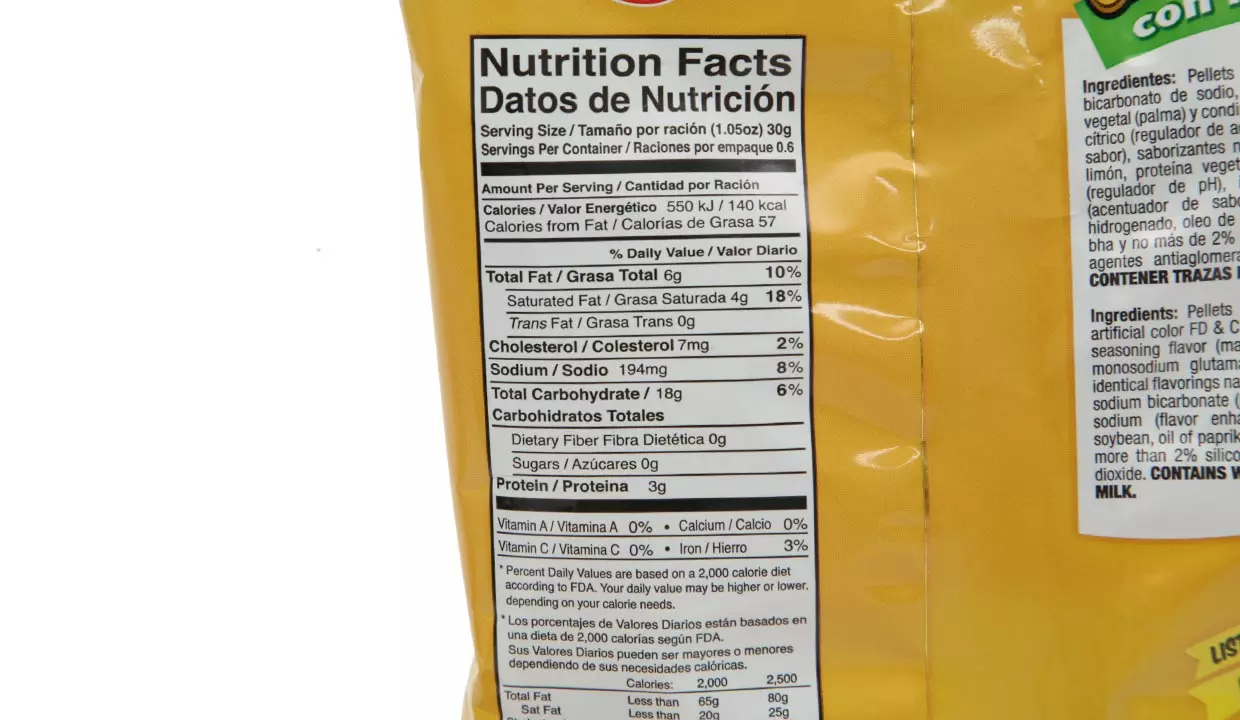 Nutrition Facts
Datos de Nutrición
Serving Size / Tamaño por ración (1.05oz) 30g
Servings Per Container / Raciones por empaque 0.6
Amount Per Serving / Cantidad por Ración
Calories / Valor Energético 550 kJ / 140 kcal
Calories from Fat / Calorías de Grasa 57
% Daily Value / Valor Diario
Total Fat / Grasa Total 6g 10%
Saturated Fat / Grasa Saturada 4g 18%
Trans Fat / Grasa Trans 0g
Cholesterol / Colesterol 7mg 2%
Sodium / Sodio 194mg 8%
Total Carbohydrate / 18g 6%
Carbohidratos Totales
Dietary Fiber Fibra Dietética 0g
Sugars / Azúcares 0g
Protein / Proteina 3g
Vitamin A / Vitamina A 0% • Calcium / Calcio 0%
Vitamin C / Vitamina C 0% • Iron / Hierro 3%
* Percent Daily Values are based on a 2,000 calorie diet
according to FDA. Your daily value may be higher or lower.
depending on your calorie needs.
* Los porcentajes de Valores Diarios están basados en
una dieta de 2,000 calorías según FDA.
Sus Valores Diarios pueden ser mayores o menores
dependiendo de sus necesidades calóricas.
Calories: 2,000 2,500
Total Fat Less than 65g 80g
Sat Fat Less than 20g 25g
con
Ingredientes: Pellets
bicarbonato de sodio,
vegetal (palma) y condi
cítrico (regulador de
sabor), saborizantes
limón, proteína veget
(regulador de pH),
(acentuador de sabo
hidrogenado, oleo de
bha y no más de 2%
agentes antiaglomera
CONTENER TRAZAS
Ingredients: Pellets
artificial color FD & C
seasoning flavor (ma
monosodium glutama
identical flavorings na
sodium bicarbonate (
sodium (flavor enha
soybean, oil of paprik
more than 2% silico
dioxide. CONTAINS W
MILK.
LIS